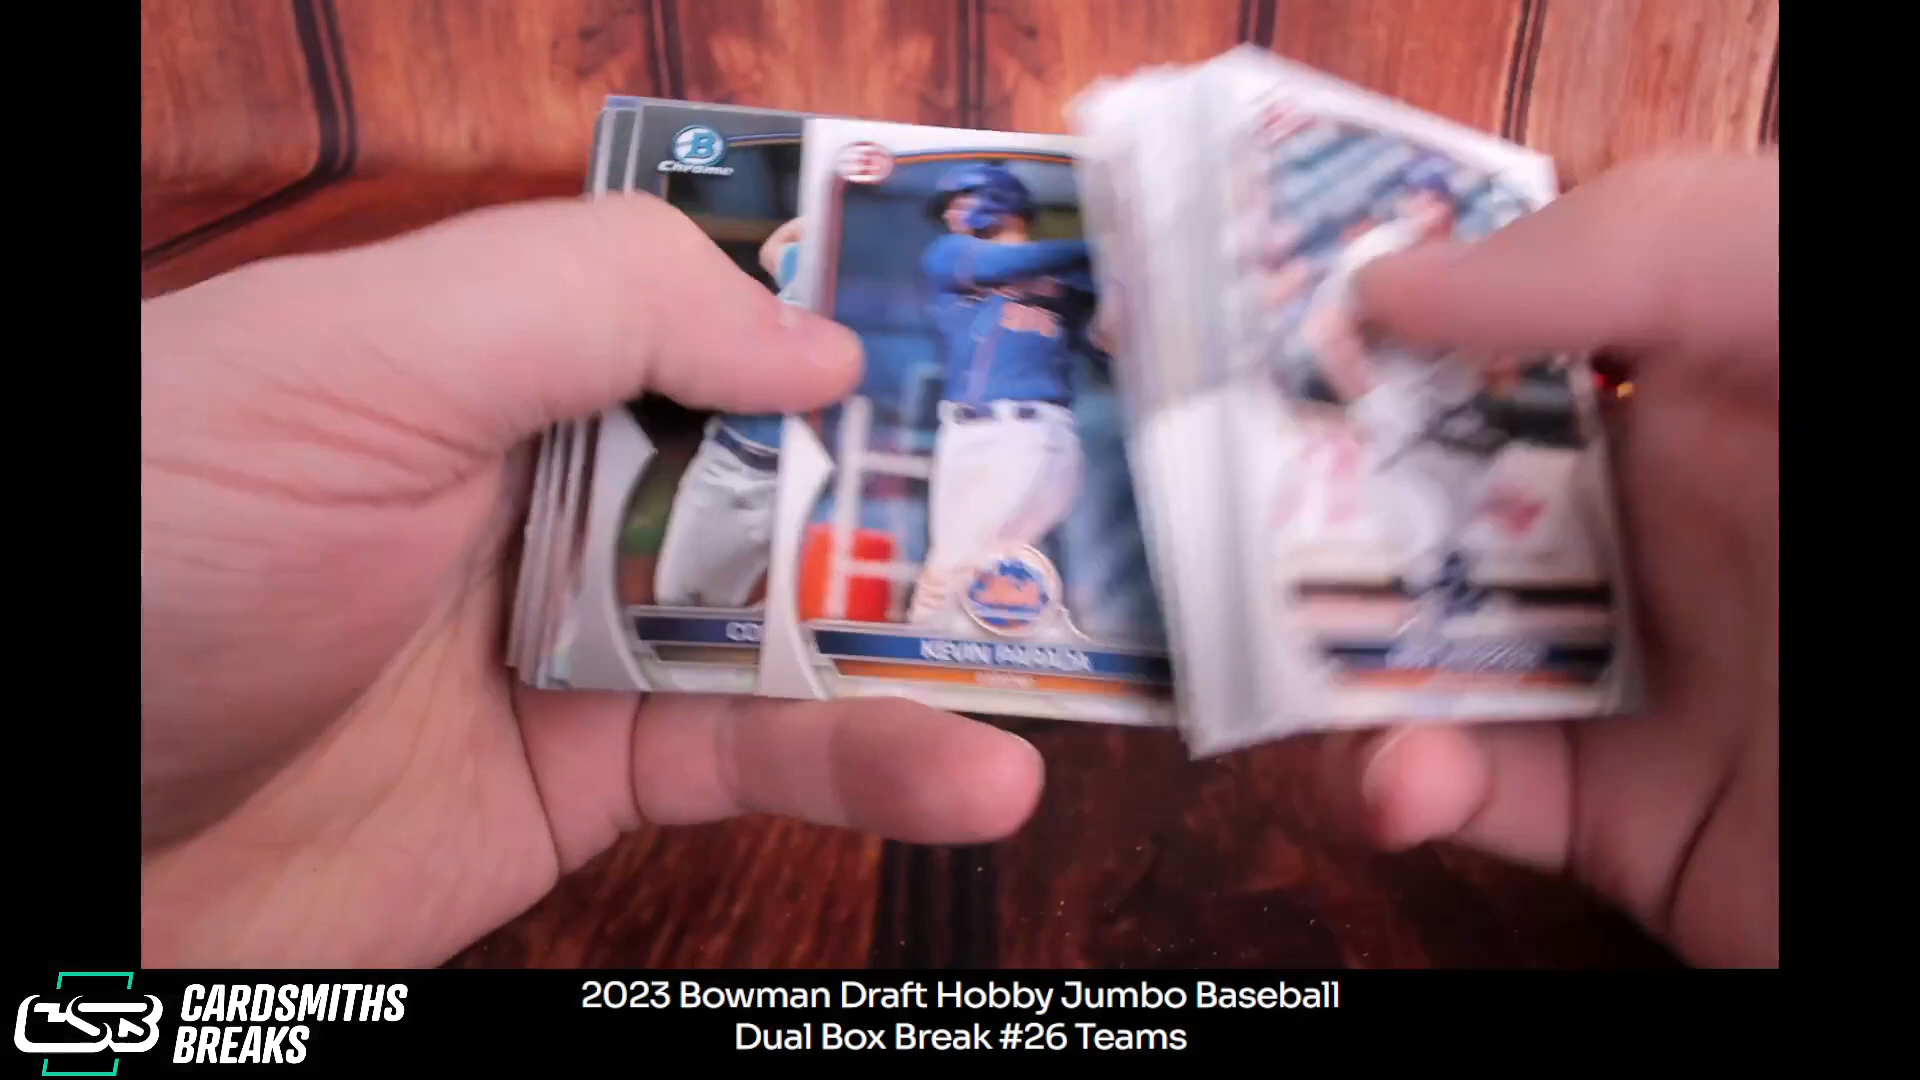 B
Chrome
B
KEVIN PARADA
CARDSMITHS
BREAKS
2023 Bowman Draft Hobby Jumbo Baseball
Dual Box Break #26 Teams